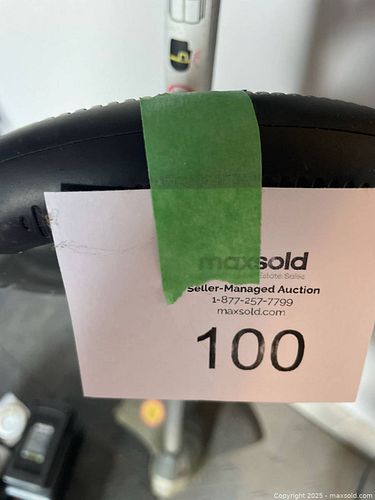 maxsold
Estate. Sales
Seller-Managed Auction
1-877-257-7799
maxsold.com
100
Copyright 2025 - maxsold.com